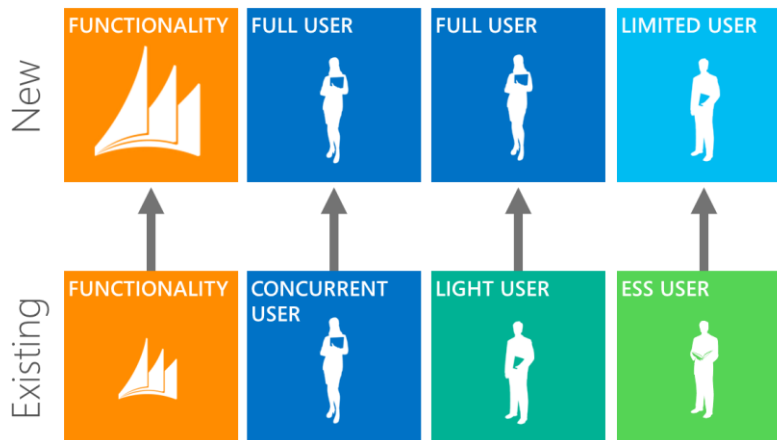 New
FUNCTIONALITY
FULL USER
FULL USER
LIMITED USER
Existing
FUNCTIONALITY
CONCURRENT
USER
LIGHT USER
ESS USER